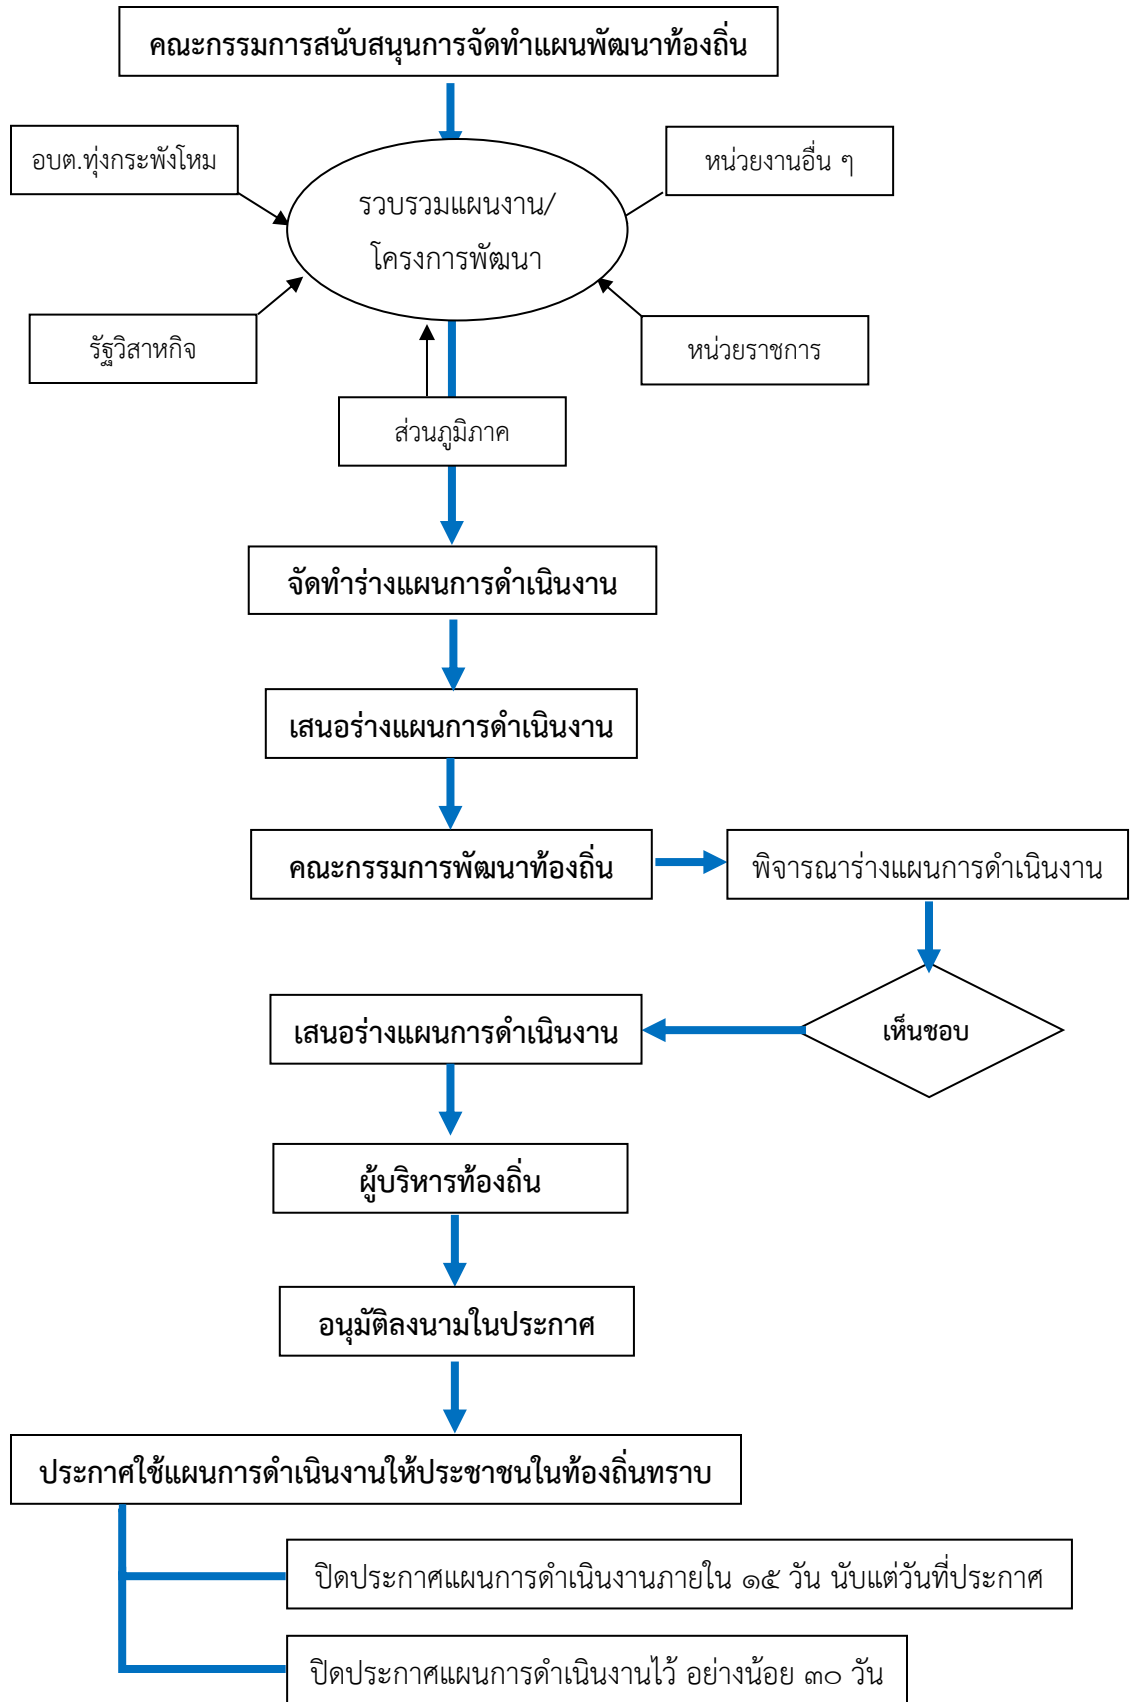 คณะกรรมการสนับสนุนการจัดทำแผนพัฒนาท้องถิ่น
อบต.ทุ่งกระพังโหม
หน่วยงานอื่น ๆ
รวบรวมแผนงาน/
โครงการพัฒนา
รัฐวิสาหกิจ
หน่วยราชการ
ส่วนภูมิภาค
จัดทำร่างแผนการดำเนินงาน
เสนอร่างแผนการดำเนินงาน
คณะกรรมการพัฒนาท้องถิ่น
พิจารณาร่างแผนการดำเนินงาน
เสนอร่างแผนการดำเนินงาน
เห็นชอบ
ผู้บริหารท้องถิ่น
อนุมัติลงนามในประกาศ
ประกาศใช้แผนการดำเนินงานให้ประชาชนในท้องถิ่นทราบ
ปิดประกาศแผนการดำเนินงานภายใน ๑๕ วัน นับแต่วันที่ประกาศ
ปิดประกาศแผนการดำเนินงานไว้ อย่างน้อย ๓๐ วัน